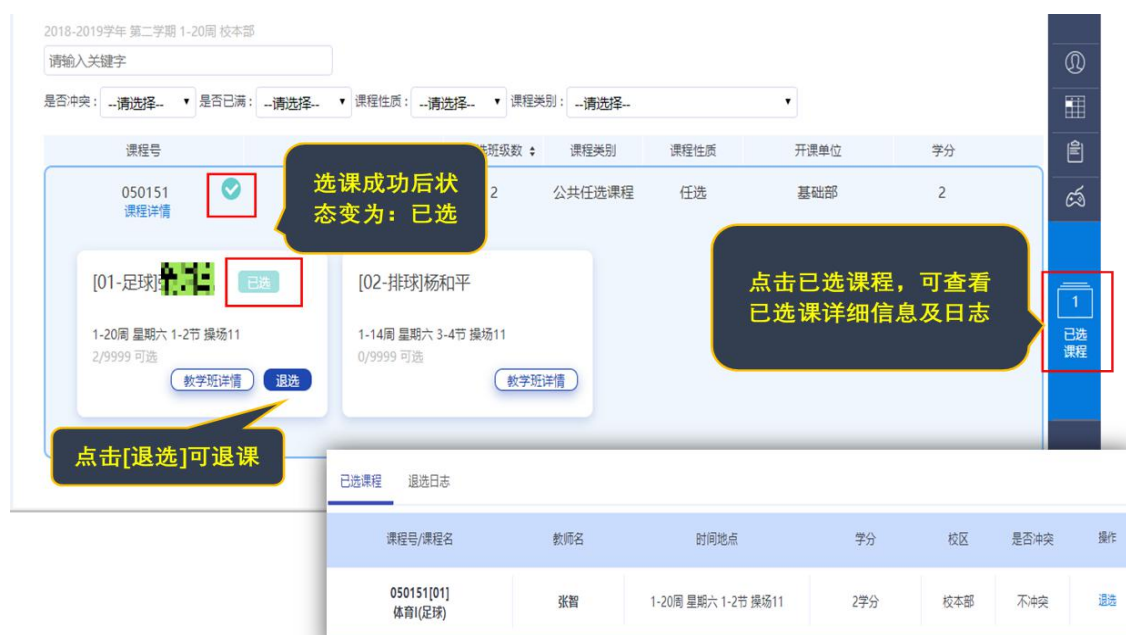 2018-2019学年 第二学期 1-20周 校本部
请输入关键字
是否冲突: --请选择-- 是否已满: --请选择-- 课程性质: --请选择-- 课程类别: --请选择--
课程号 选班级数 课程类别 课程性质 开课单位 学分
050151 2 公共任选课程 任选 基础部 2
课程详情
选课成功后状
态变为：已选
[01-足球] 已选
1-20周 星期六 1-2节 操场11
2/9999 可选
教学班详情 退选
[02-排球]杨和平
1-14周 星期六 3-4节 操场11
0/9999 可选
教学班详情
点击已选课程，可查看
已选课详细信息及日志
1
已选
课程
点击[退选]可退课
已选课程 退选日志
课程号/课程名 教师名 时间地点 学分 校区 是否冲突 操作
050151[01] 张智 1-20周 星期六 1-2节 操场11 2学分 校本部 不冲突 退选
体育I(足球)